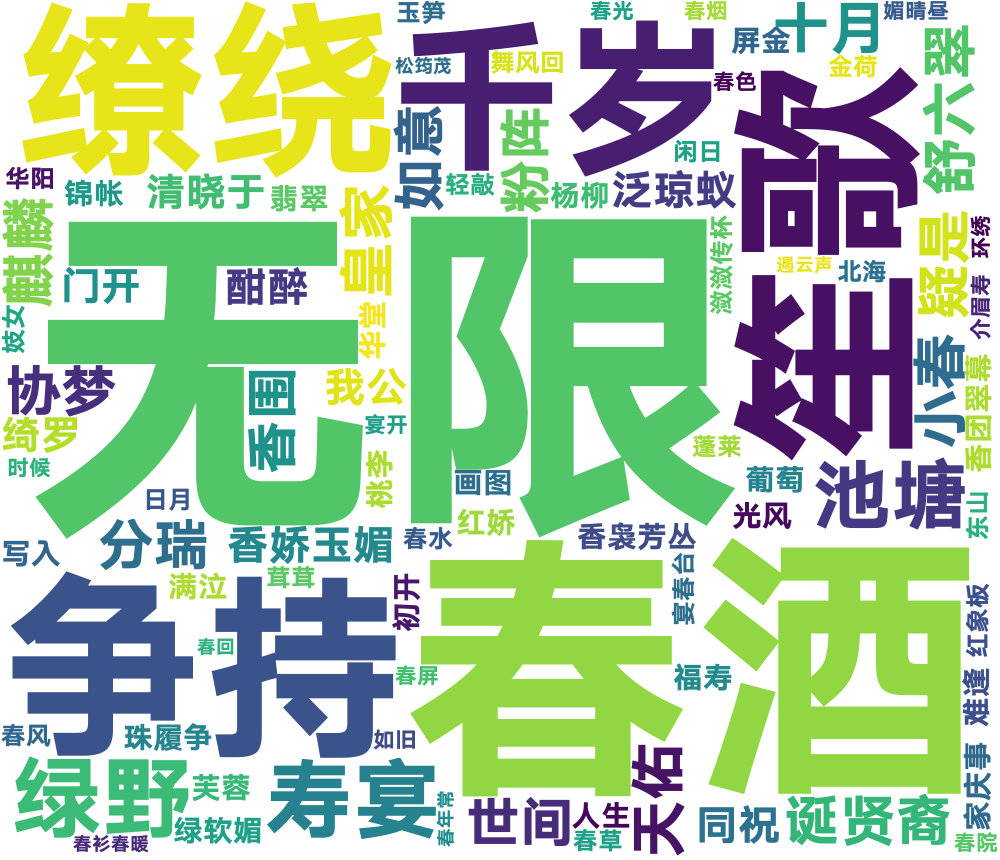 玉笋
春光
春烟
媚晴昼
缭绕
千岁
松筠茂
舞风回
屏金
十月
金荷
春色
舒六翠
如意
粉阵
闲日
笙歌
华阳
锦帐
清晓于
翡翠
轻敲
杨柳
泛琼蚁
麒麟
皇家
疑是
环绣
潋潋传杯
遏云声
北海
门开
酣醉
无限
介眉寿
妓女
华堂
小春
协梦
香围
我公
香团翠幕
绮罗
宴开
蓬莱
时候
桃李
画图
葡萄
池塘
日月
红娇
光风
东山
写入
分瑞
香娇玉媚
春水
香袅芳丛
满泣
茸茸
初开
宴春台
春酒
红象板
争持
春回
春屏
福寿
难逢
春风
珠履争
如旧
绿野
芙蓉
寿宴
天佑
家庆事
绿软媚
春年常
世间
人生
同祝
诞贤裔
春衫春暖
春草
春院